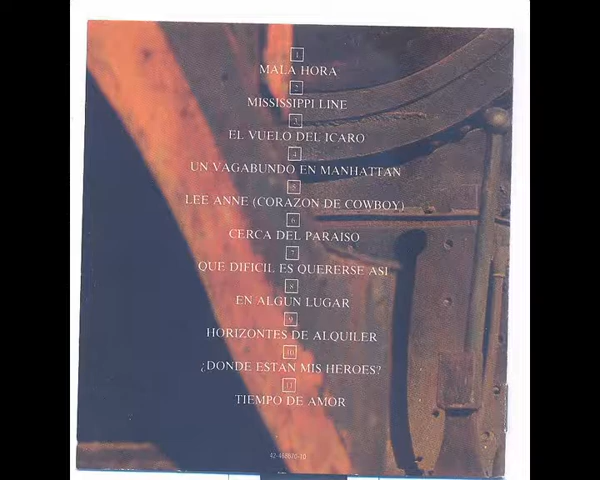 1
MALA HORA
2
MISSISSIPPI LINE
3
EL VUELO DEL ICARO
4
UN VAGABUNDO EN MANHATTAN
5
LEE ANNE (CORAZON DE COWBOY)
6
CERCA DEL PARAISO
7
QUE DIFICIL ES QUERERSE ASI
8
EN ALGUN LUGAR
9
HORIZONTES DE ALQUILER
10
¿DONDE ESTAN MIS HEROES?
11
TIEMPO DE AMOR